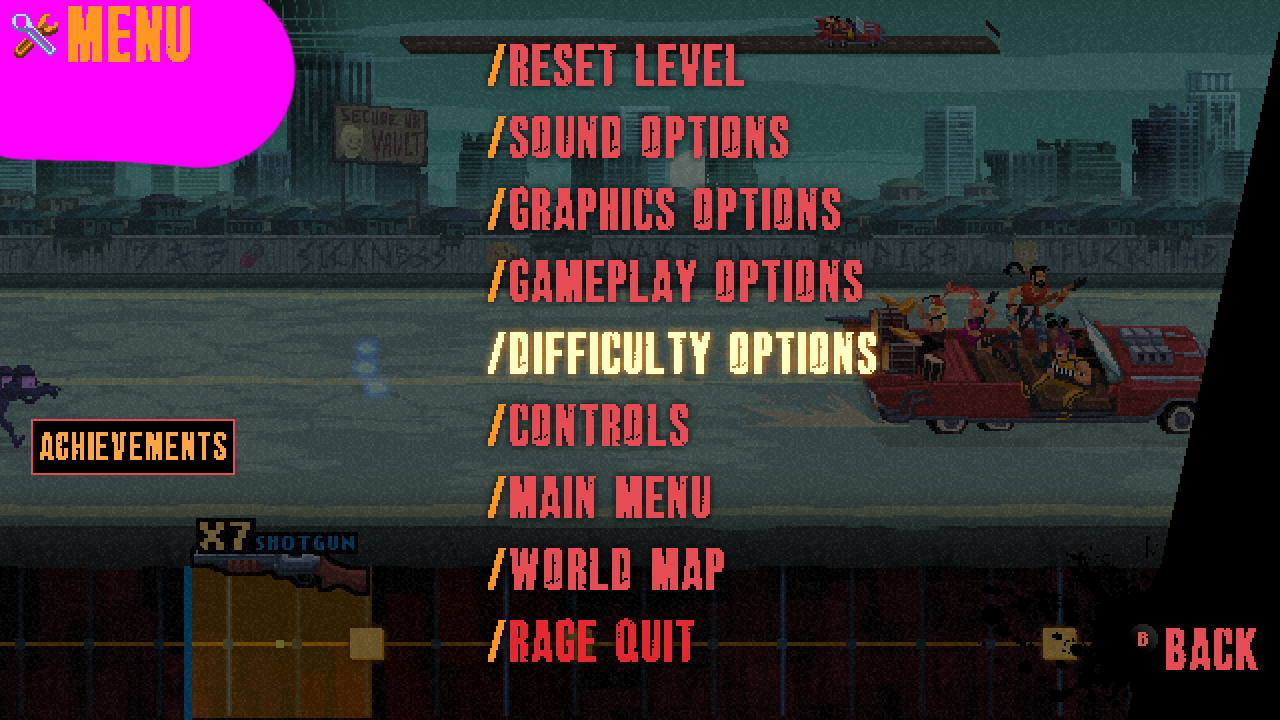 MENU
/RESET LEVEL
/SOUND OPTIONS
SECURE UR
VAULT
/GRAPHICS OPTIONS
SICKNESS
/GAMEPLAY OPTIONS
/DIFFICULTY OPTIONS
/CONTROLS
ACHIEVEMENTS
/MAIN MENU
X7 SHOTGUN
/WORLD MAP
/RAGE QUIT
B BACK